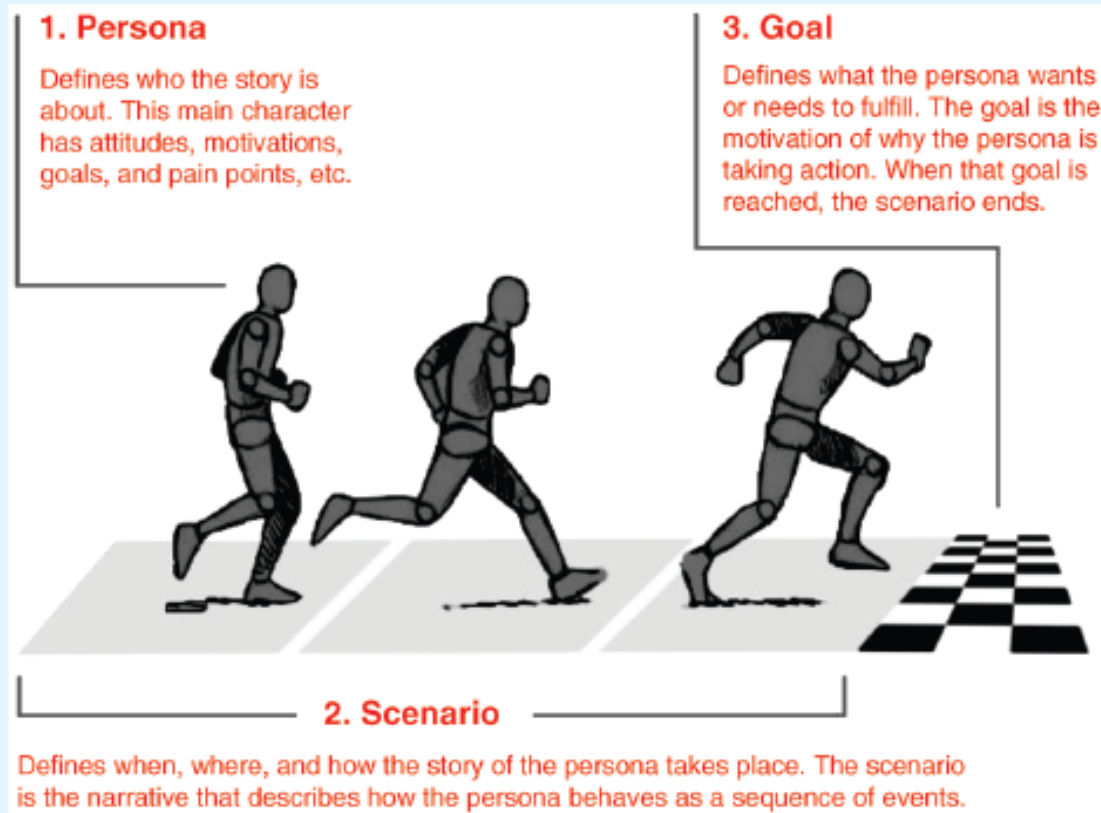 1. Persona
Defines who the story is
about. This main character
has attitudes, motivations,
goals, and pain points, etc.
3. Goal
Defines what the persona wants
or needs to fulfill. The goal is the
motivation of why the persona is
taking action. When that goal is
reached, the scenario ends.
2. Scenario
Defines when, where, and how the story of the persona takes place. The scenario
is the narrative that describes how the persona behaves as a sequence of events.